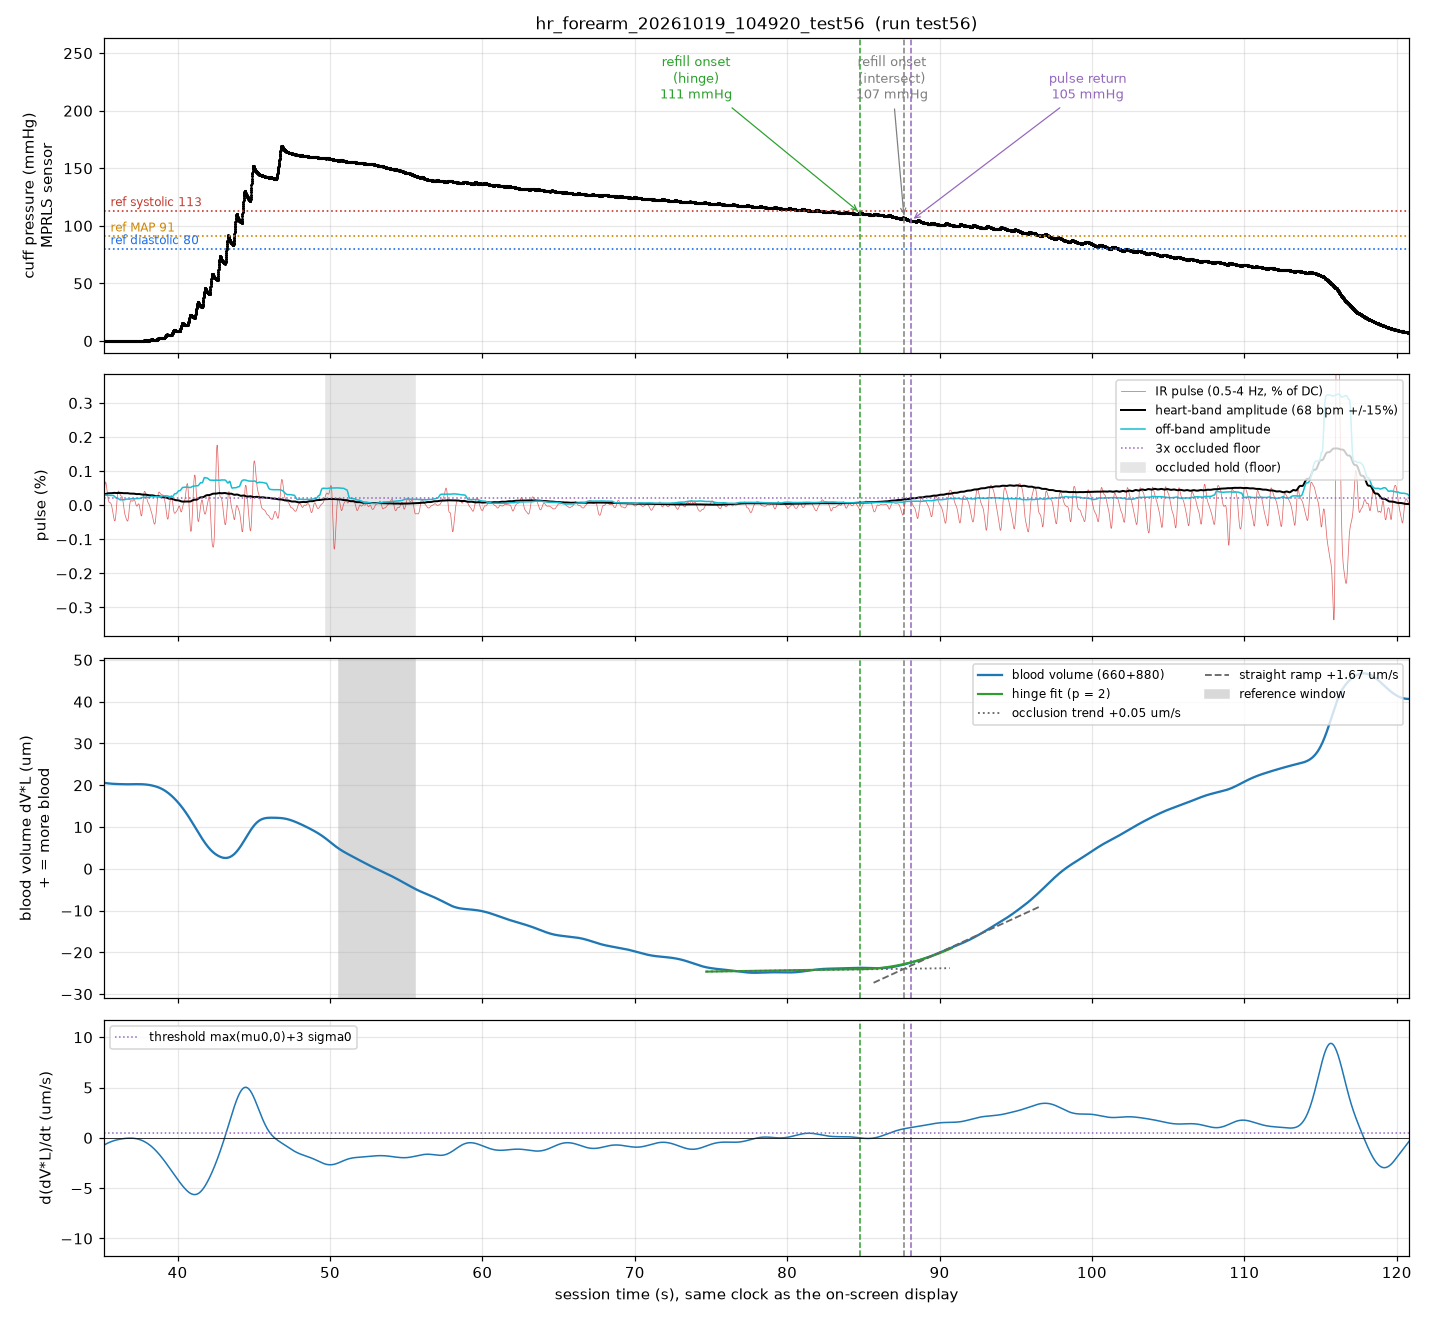 hr_forearm_20261019_104920_test56  (run test56)
250
200
150
100
50
0
cuff pressure (mmHg)
MPRLS sensor
refill onset
(hinge)
111 mmHg
refill onset
(intersect)
107 mmHg
pulse return
105 mmHg
ref systolic 113
ref MAP 91
ref diastolic 80
0.3
0.2
0.1
0.0
−0.1
−0.2
−0.3
pulse (%)
IR pulse (0.5-4 Hz, % of DC)
heart-band amplitude (68 bpm +/-15%)
off-band amplitude
3x occluded floor
occluded hold (floor)
50
40
30
20
10
0
−10
−20
−30
blood volume dV*L (um)
+ = more blood
blood volume (660+880)
hinge fit (p = 2)
occlusion trend +0.05 um/s
straight ramp +1.67 um/s
reference window
10
5
0
−5
−10
d(dV*L)/dt (um/s)
threshold max(mu0,0)+3 sigma0
40
50
60
70
80
90
100
110
120
session time (s), same clock as the on-screen display